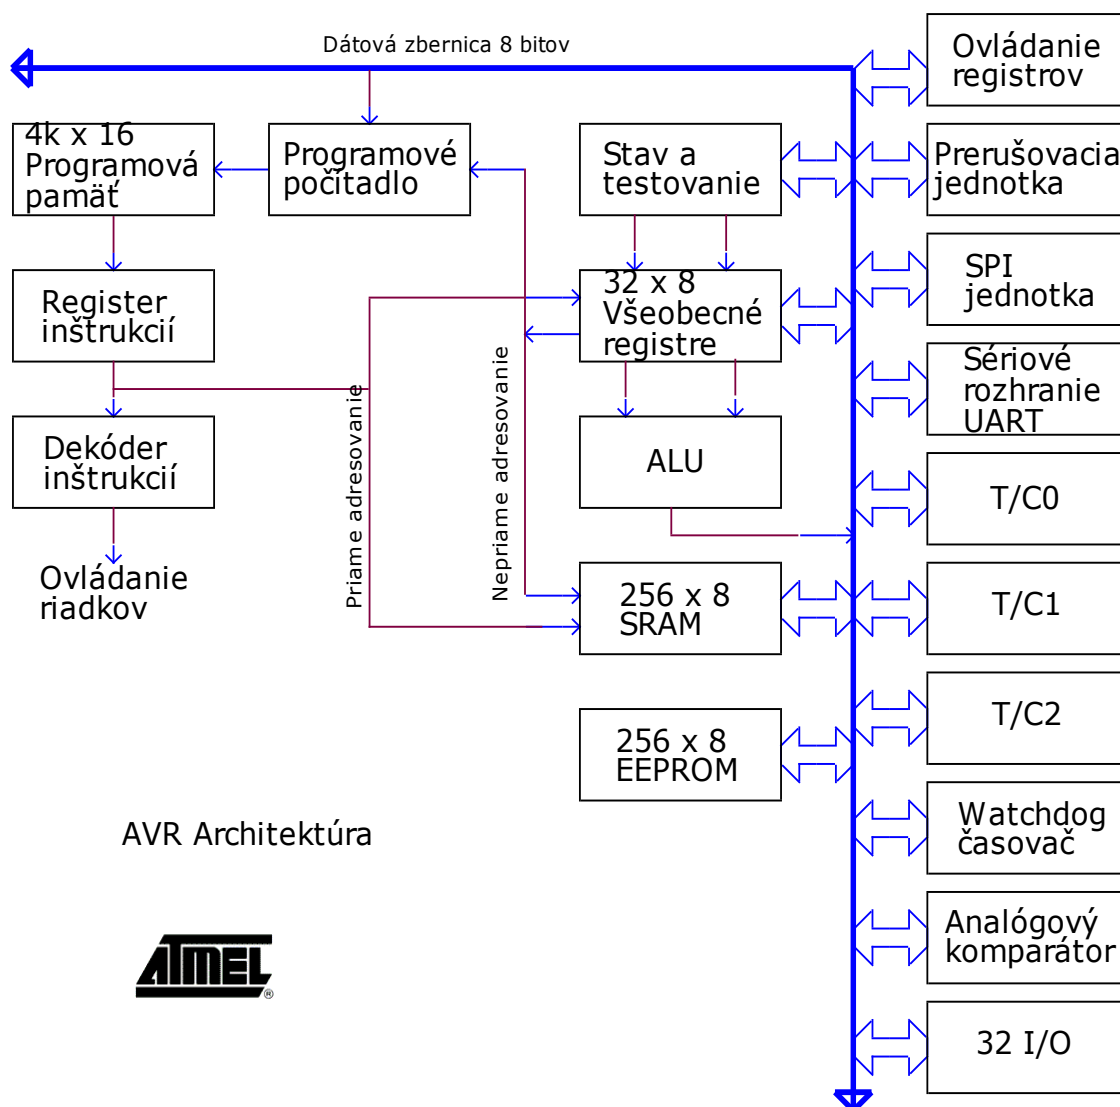 Dátová zbernica 8 bitov
Ovládanie
registrov
4k x 16
Programová
pamäť
Programové
počítadlo
Stav a
testovanie
Prerušovacia
jednotka
Register
inštrukcií
32 x 8
Všeobecné
registre
SPI
jednotka
Priame adresovanie
Nepriame adresovanie
Sériové
rozhranie
UART
Dekóder
inštrukcií
ALU
T/C0
Ovládanie
riadkov
256 x 8
SRAM
T/C1
256 x 8
EEPROM
T/C2
AVR Architektúra
Watchdog
časovač
ATMEL
®
Analógový
komparátor
32 I/O